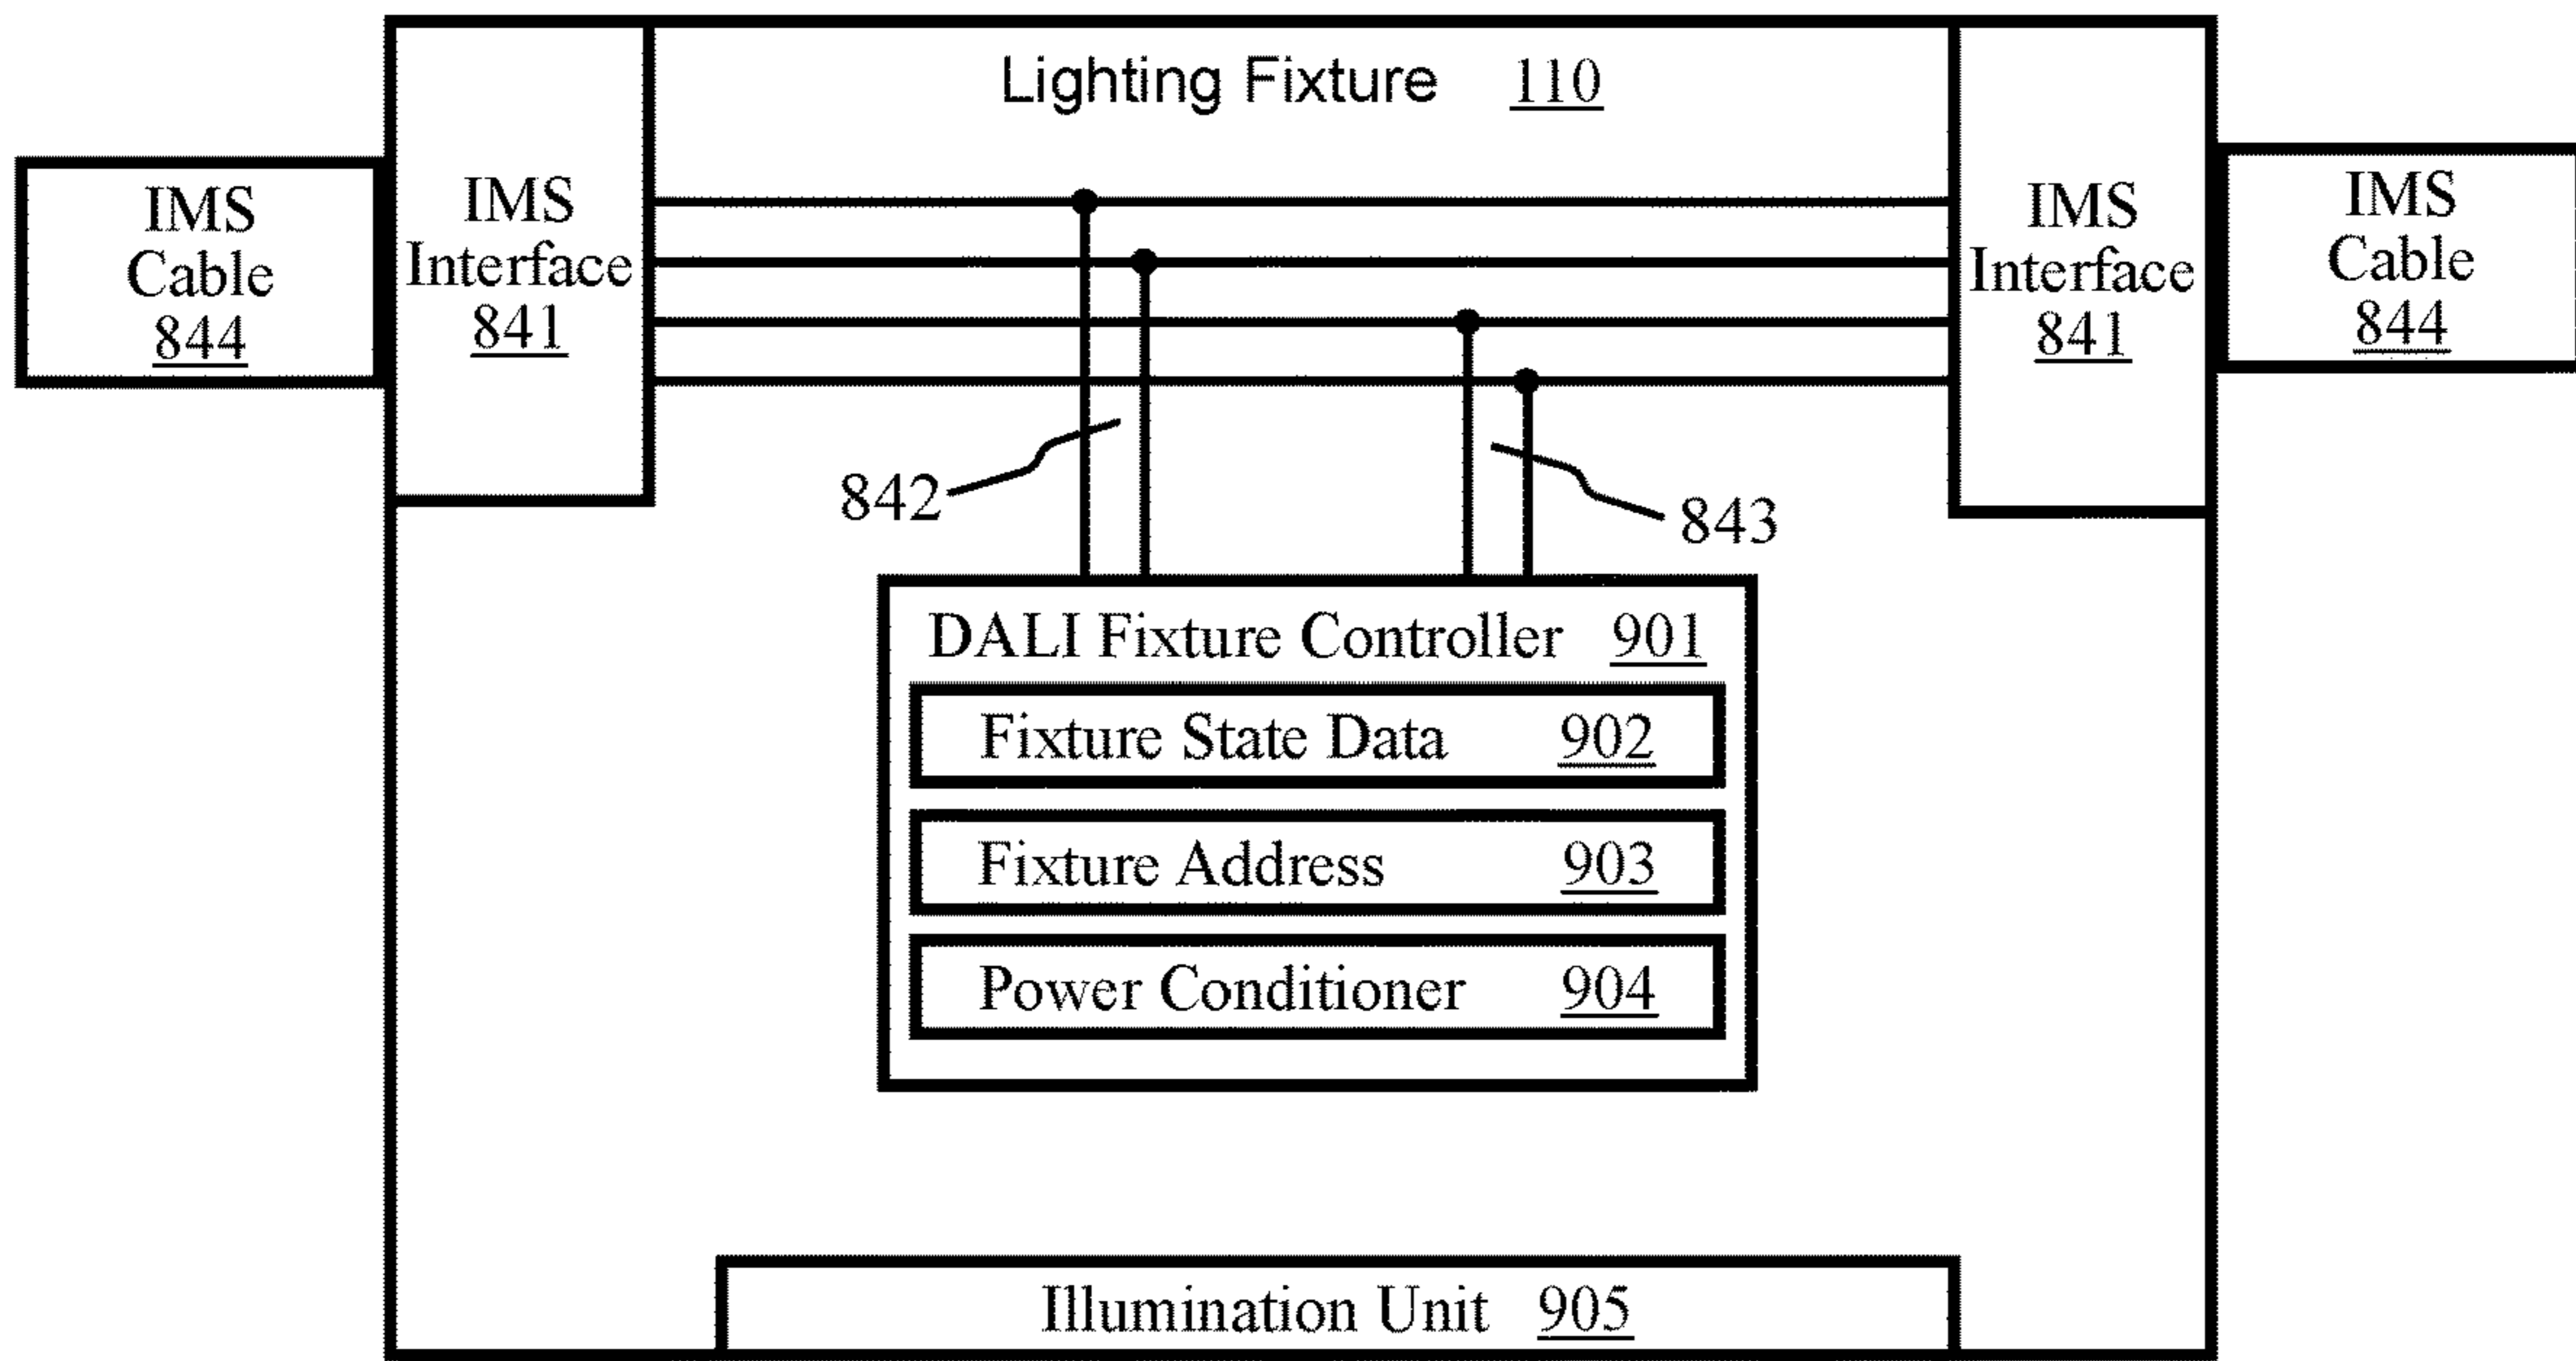 Lighting Fixture 110
IMS
Cable
844
IMS
Interface
841
IMS
Interface
841
IMS
Cable
844
842
843
DALI Fixture Controller 901
Fixture State Data 902
Fixture Address 903
Power Conditioner 904
Illumination Unit 905